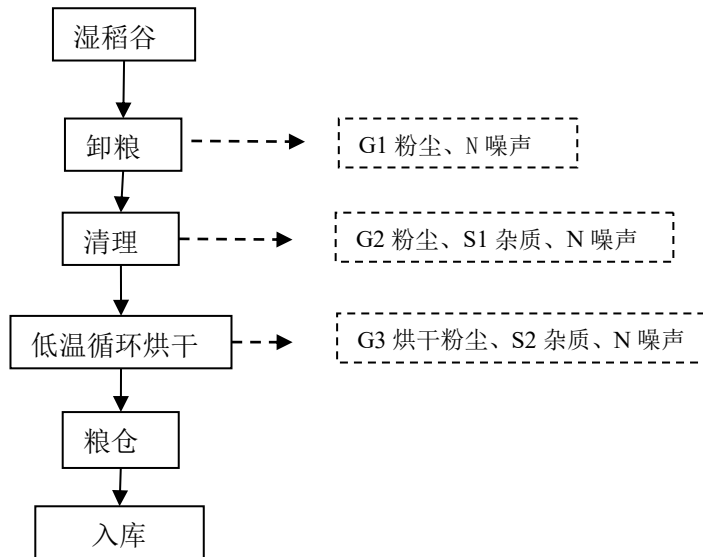 湿稻谷
卸粮
G1 粉尘、N 噪声
清理
G2 粉尘、S1 杂质、N 噪声
低温循环烘干
G3 烘干粉尘、S2 杂质、N 噪声
粮仓
入库